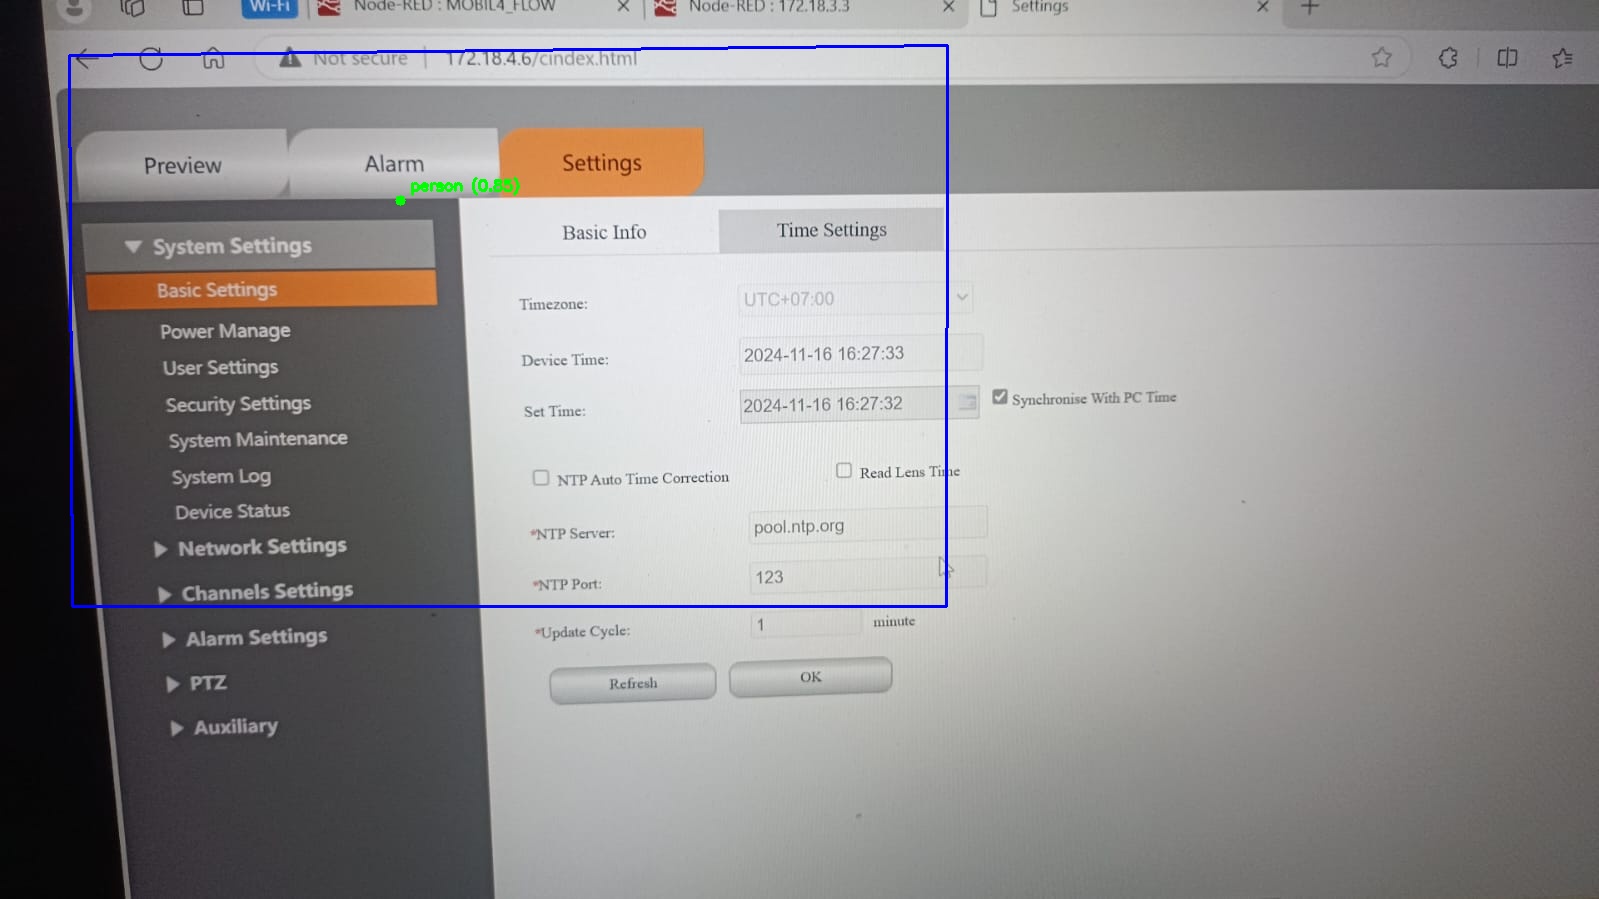 Wi-Fi
Node-RED : MOBIL4_FLOW
Node-RED : 172.18.3.3
Settings
Not secure
172.18.4.6/cindex.html
Preview
Alarm
Settings
person (0.85)
System Settings
Basic Settings
Power Manage
User Settings
Security Settings
System Maintenance
System Log
Device Status
Network Settings
Channels Settings
Alarm Settings
PTZ
Auxiliary
Basic Info
Time Settings
Timezone: UTC+07:00
Device Time: 2024-11-16 16:27:33
Set Time: 2024-11-16 16:27:32 Synchronise With PC Time
NTP Auto Time Correction Read Lens Time
*NTP Server: pool.ntp.org
*NTP Port: 123
*Update Cycle: 1 minute
Refresh OK